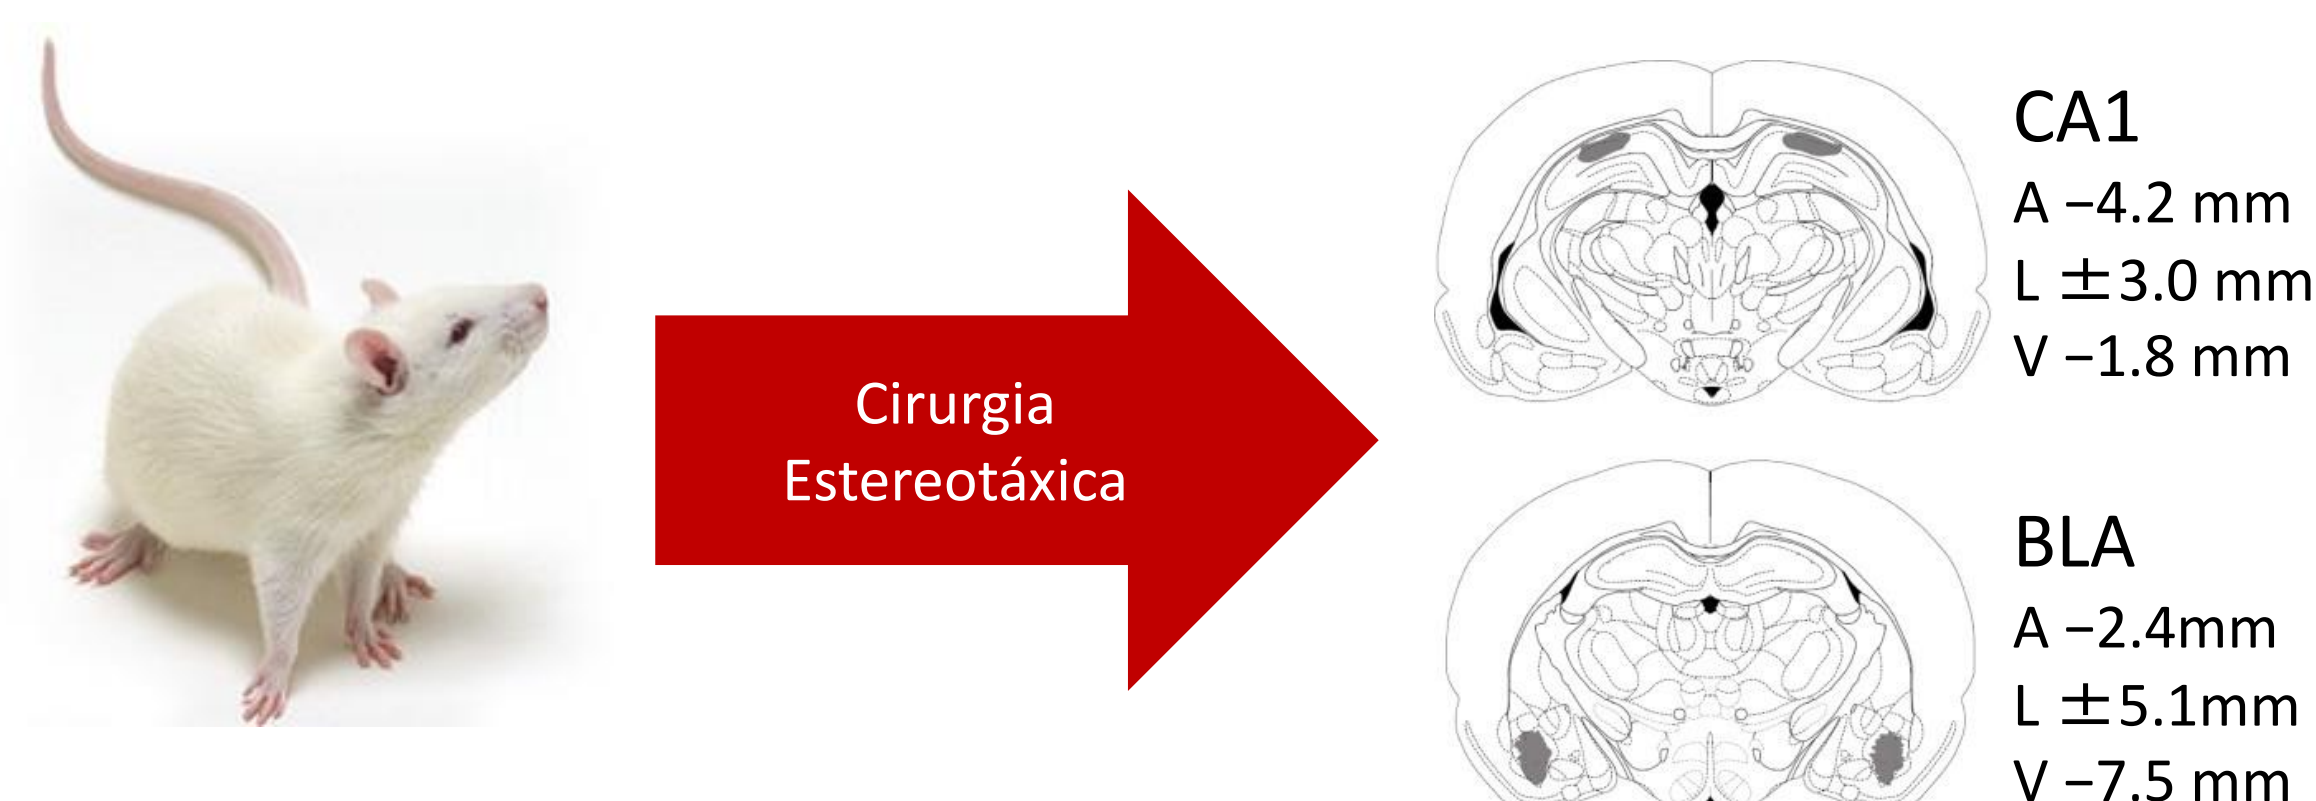 Cirurgia
Estereotáxica
CA1
A −4.2 mm
L ±3.0 mm
V −1.8 mm
BLA
A −2.4mm
L ±5.1mm
V −7.5 mm